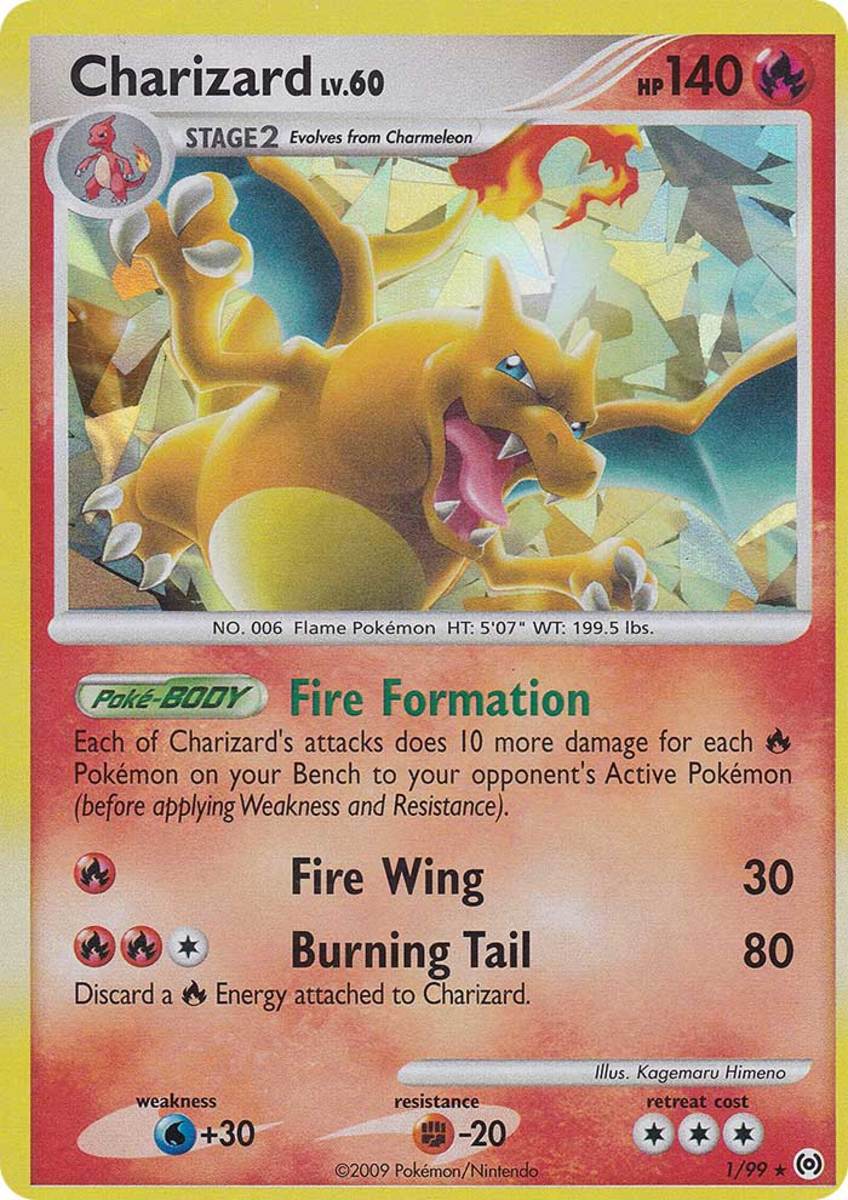 Charizard LV.60 HP 140
STAGE2 Evolves from Charmeleon
NO. 006 Flame Pokémon HT: 5'07" WT: 199.5 lbs.
Poké-BODY Fire Formation
Each of Charizard's attacks does 10 more damage for each
Pokémon on your Bench to your opponent's Active Pokémon
(before applying Weakness and Resistance).
Fire Wing 30
Burning Tail 80
Discard a Energy attached to Charizard.
Illus. Kagemaru Himeno
weakness resistance retreat cost
+30 -20
©2009 Pokémon/Nintendo 1/99 ★